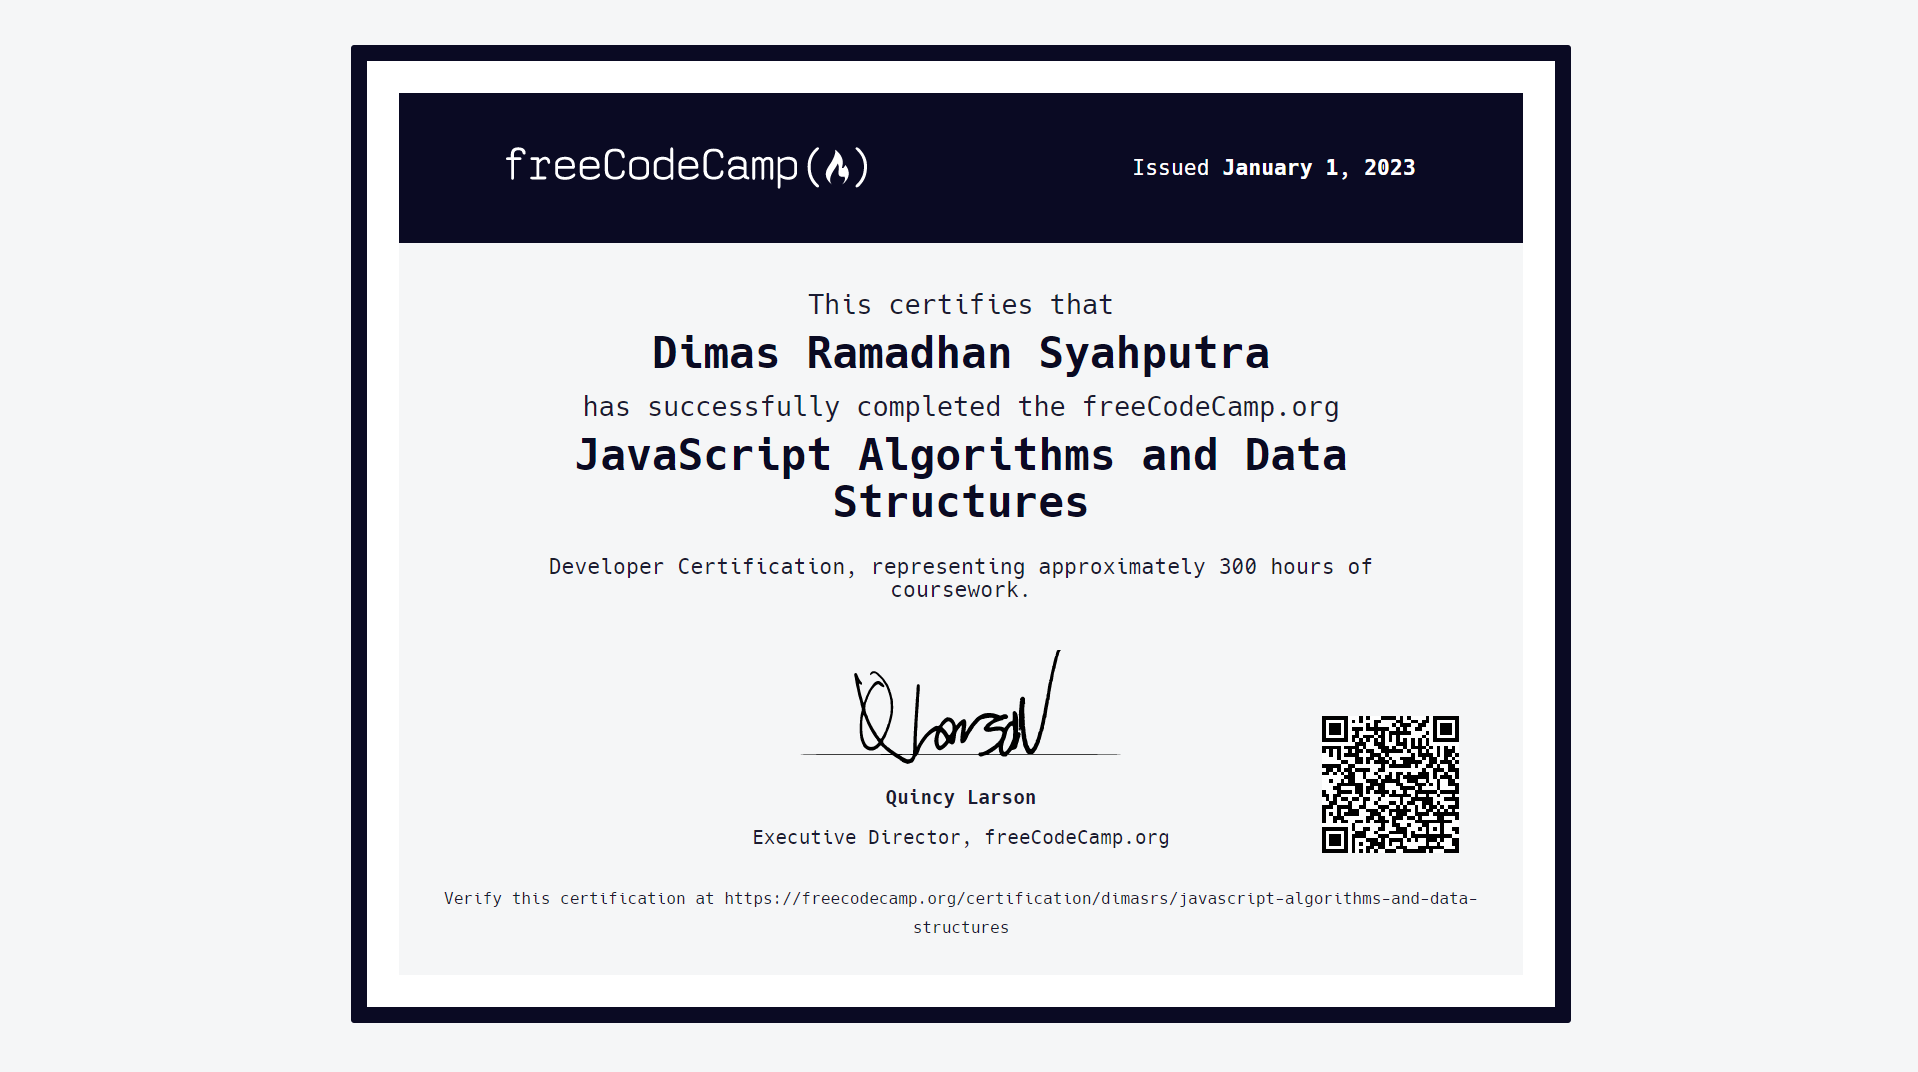 freeCodeCamp
Issued January 1, 2023
This certifies that
Dimas Ramadhan Syahputra
has successfully completed the freeCodeCamp.org
JavaScript Algorithms and Data
Structures
Developer Certification, representing approximately 300 hours of
coursework.
Q Larson
Quincy Larson
Executive Director, freeCodeCamp.org
Verify this certification at https://freecodecamp.org/certification/dimasrs/javascript-algorithms-and-data-
structures